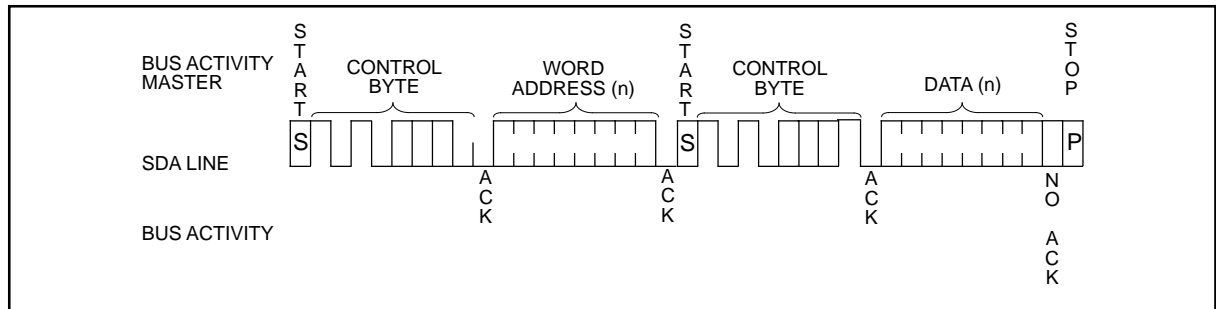 BUS ACTIVITY
MASTER
START
CONTROL
BYTE
WORD
ADDRESS (n)
START
CONTROL
BYTE
DATA (n)
STOP
SDA LINE
S
S
P
ACK
ACK
ACK
NO ACK
BUS ACTIVITY